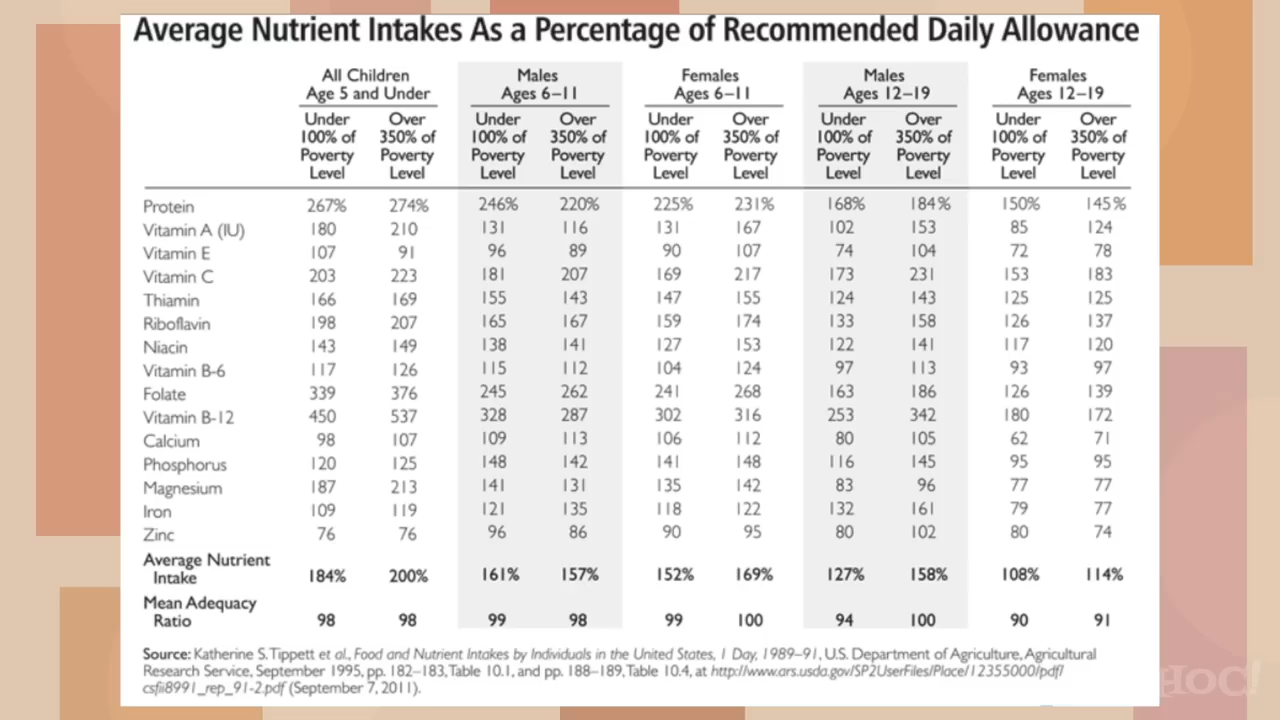 Average Nutrient Intakes As a Percentage of Recommended Daily Allowance
All Children Males Females Males Females
Age 5 and Under Ages 6–11 Ages 6–11 Ages 12–19 Ages 12–19
Under Over Under Over Under Over Under Over Under Over
100% of 350% of 100% of 350% of 100% of 350% of 100% of 350% of 100% of 350% of
Poverty Poverty Poverty Poverty Poverty Poverty Poverty Poverty Poverty Poverty
Level Level Level Level Level Level Level Level Level Level
Protein 267% 274% 246% 220% 225% 231% 168% 184% 150% 145%
Vitamin A (IU) 180 210 131 116 131 167 102 153 85 124
Vitamin E 107 91 96 89 90 107 74 104 72 78
Vitamin C 203 223 181 207 169 217 173 231 153 183
Thiamin 166 169 155 143 147 155 124 143 125 125
Riboflavin 198 207 165 167 159 174 133 158 126 137
Niacin 143 149 138 141 127 153 122 141 117 120
Vitamin B-6 117 126 115 112 104 124 97 113 93 97
Folate 339 376 245 262 241 268 163 186 126 139
Vitamin B-12 450 537 328 287 302 316 253 342 180 172
Calcium 98 107 109 113 106 112 80 105 62 71
Phosphorus 120 125 148 142 141 148 116 145 95 95
Magnesium 187 213 141 131 135 142 83 96 77 77
Iron 109 119 121 135 118 122 132 161 79 77
Zinc 76 76 96 86 90 95 80 102 80 74
Average Nutrient
Intake 184% 200% 161% 157% 152% 169% 127% 158% 108% 114%
Mean Adequacy
Ratio 98 98 99 98 99 100 94 100 90 91
Source: Katherine S. Tippett et al., Food and Nutrient Intakes by Individuals in the United States, 1 Day, 1989–91, U.S. Department of Agriculture, Agricultural
Research Service, September 1995, pp. 182–183, Table 10.1, and pp. 188–189, Table 10.4, at http://www.ars.usda.gov/SP2UserFiles/Place/12355000/pdf/
csfii8991_rep_91-2.pdf (September 7, 2011).